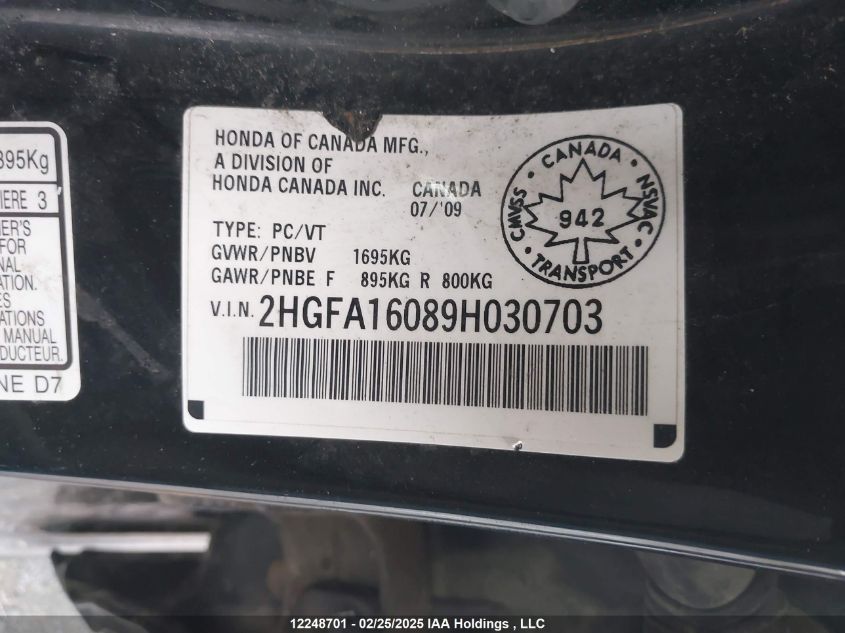 895Kg
IERE 3
ER'S
FOR
NAL
ATION.
ES
ATIONS
MANUAL
DUCTEUR.
NE D7
HONDA OF CANADA MFG.,
A DIVISION OF
HONDA CANADA INC. CANADA
07/'09
TYPE: PC/VT
GVWR/PNBV 1695KG
GAWR/PNBE F 895KG R 800KG
V.I.N. 2HGFA16089H030703
CANADA
CMVSS 942 NSVAC
TRANSPORT
12248701 - 02/25/2025 IAA Holdings , LLC